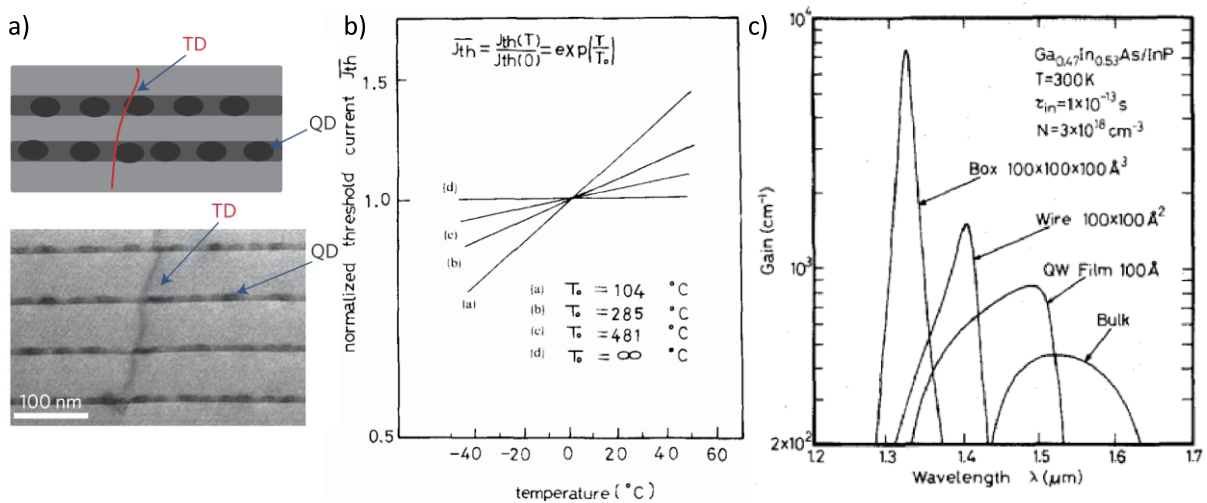 a)
TD
QD
TD
QD
100 nm
b)
normalized threshold current J̅th
J̅th = Jth(T)/Jth(0) = exp{T/T₀}
1.5
1.0
0.5
(d)
(c)
(b)
(a)
(a) T₀ = 104 °C
(b) T₀ = 285 °C
(c) T₀ = 481 °C
(d) T₀ = ∞ °C
-40 -20 0 20 40 60
temperature (°C)
c)
Gain (cm⁻¹)
10⁴
10³
2×10²
Ga₀.₄₇In₀.₅₃As/InP
T=300K
τin=1×10⁻¹³ s
N=3×10¹⁸ cm⁻³
Box 100×100×100 Å³
Wire 100×100 Å²
QW Film 100 Å
Bulk
1.2 1.3 1.4 1.5 1.6 1.7
Wavelength λ (μm)